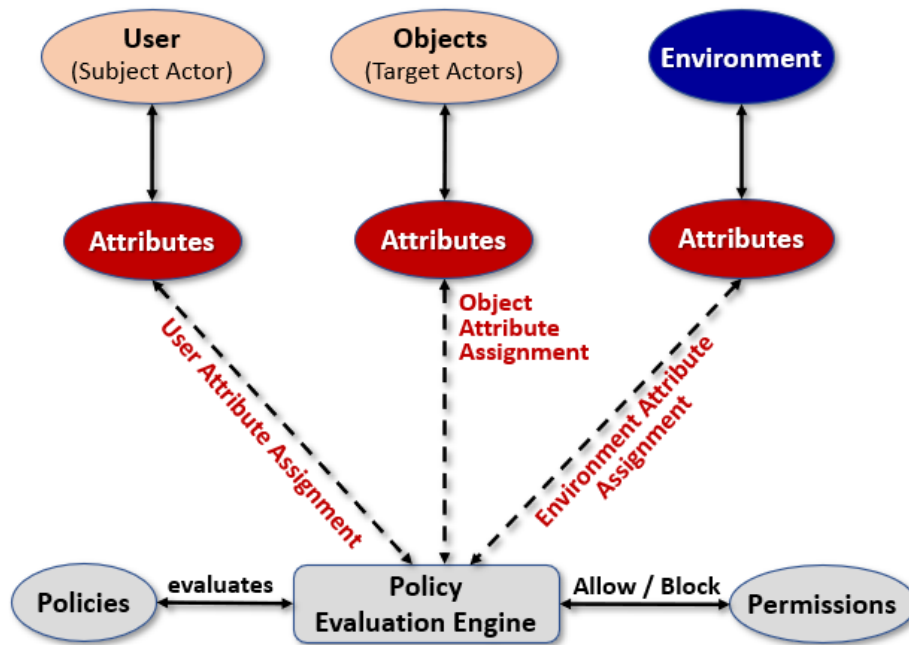 User
(Subject Actor)
Objects
(Target Actors)
Environment
Attributes
Attributes
Attributes
User Attribute Assignment
Object
Attribute
Assignment
Environment Attribute
Assignment
Policies
evaluates
Policy
Evaluation Engine
Allow / Block
Permissions